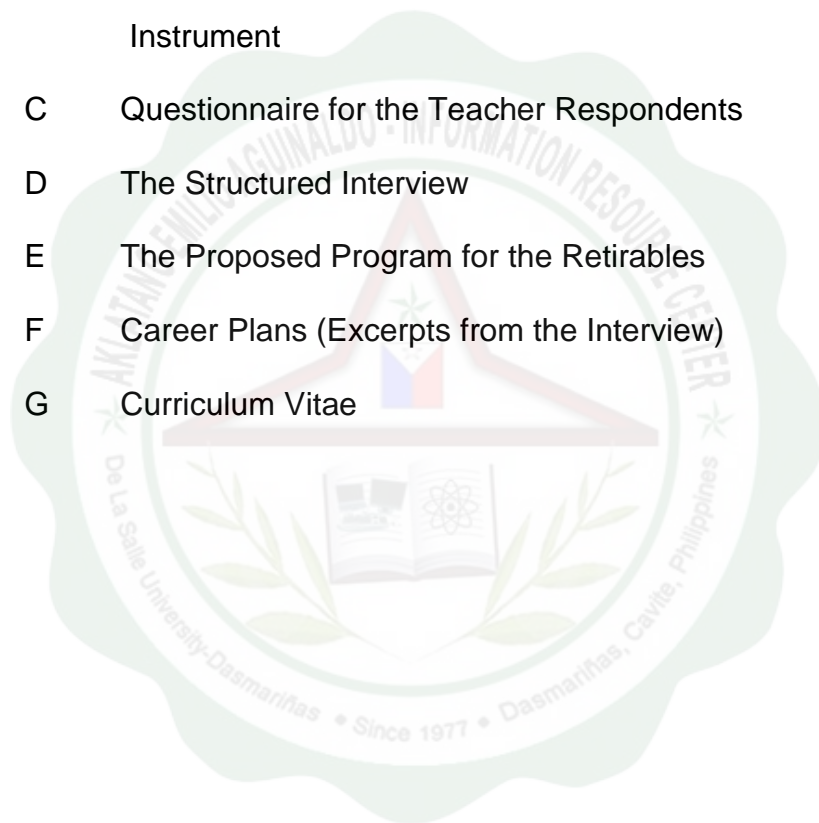 Instrument
C Questionnaire for the Teacher Respondents
D The Structured Interview
E The Proposed Program for the Retirables
F Career Plans (Excerpts from the Interview)
G Curriculum Vitae
AKLATANG EMILIO AGUINALDO - INFORMATION RESOURCE CENTER
De La Salle University-Dasmariñas • Since 1977 • Dasmariñas, Cavite, Philippines